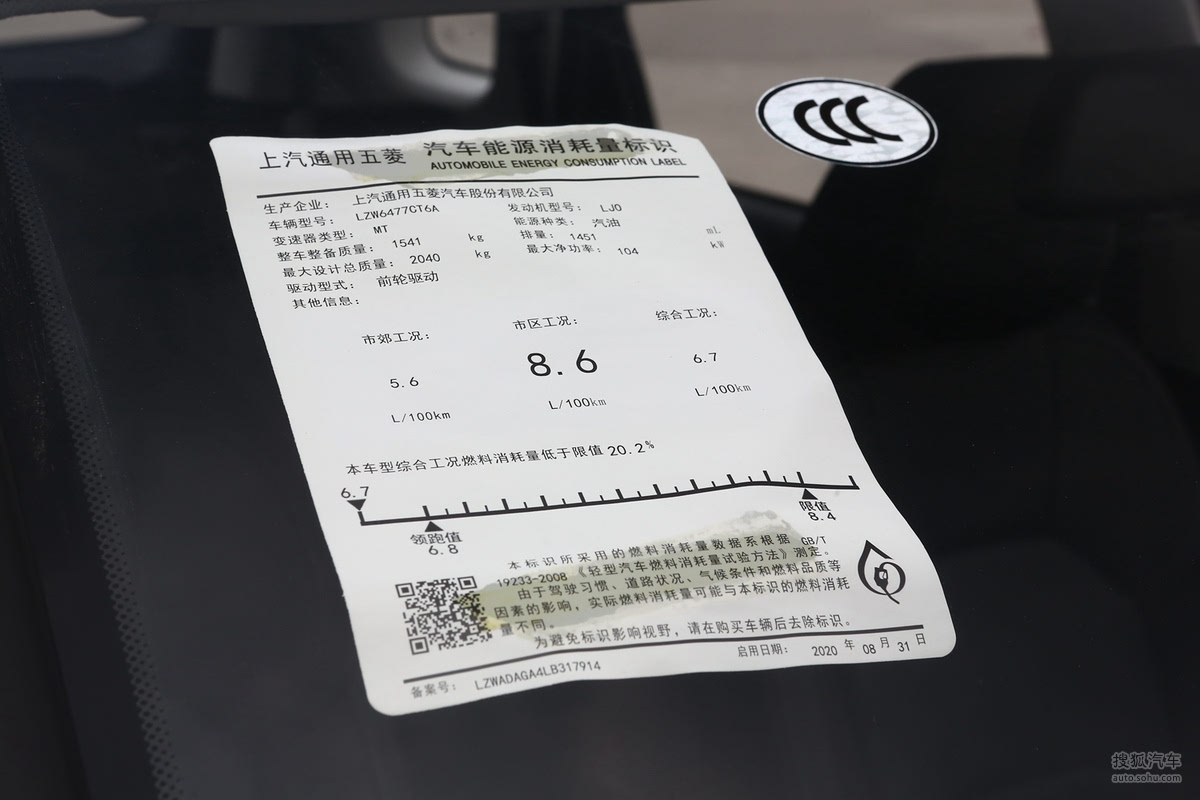 上汽通用五菱 汽车能源消耗量标识
AUTOMOBILE ENERGY CONSUMPTION LABEL
生产企业： 上汽通用五菱汽车股份有限公司
车辆型号： LZW6477CT6A 发动机型号： LJO
变速器类型： MT 能源种类： 汽油
整车整备质量： 1541 kg 排量： 1451 mL
最大设计总质量： 2040 kg 最大净功率： 104 kW
驱动型式： 前轮驱动
其他信息：
市郊工况： 市区工况： 综合工况：
5.6 8.6 6.7
L/100km L/100km L/100km
本车型综合工况燃料消耗量低于限值 20.2%
6.7
领跑值 限值
6.8 8.4
本标识所采用的燃料消耗量数据系根据 GB/T
19233-2008《轻型汽车燃料消耗量试验方法》测定。
由于驾驶习惯、道路状况、气候条件和燃料品质等
因素的影响，实际燃料消耗量可能与本标识的燃料消耗
量不同。
为避免标识影响视野，请在购买车辆后去除标识。
备案号： LZWADAGA4LB317914 启用日期： 2020 年 08 月 31 日
CCC
搜狐汽车
auto.sohu.com